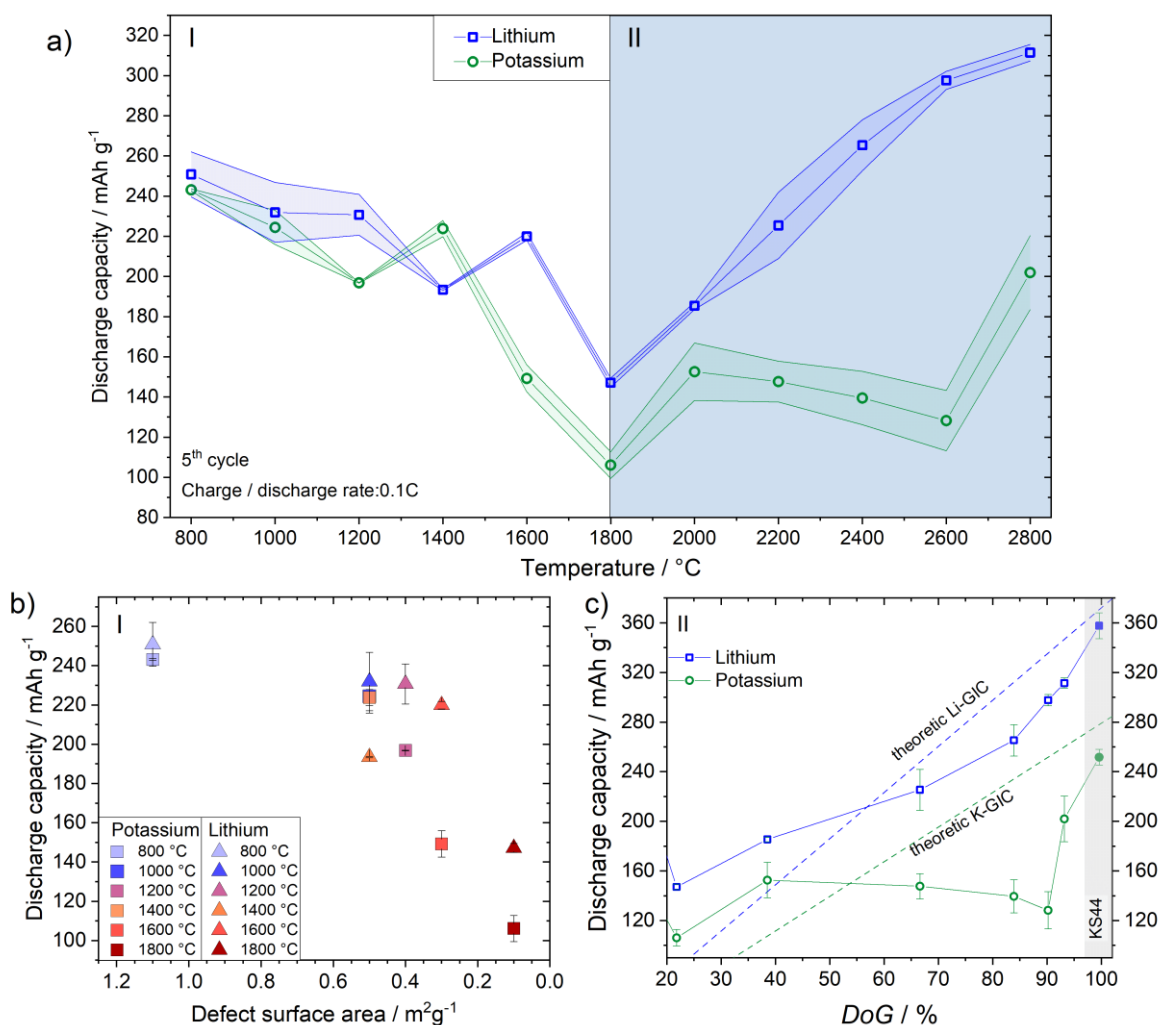 a)
I
II
Lithium
Potassium
320
300
280
260
240
220
200
180
160
140
120
100
80
Discharge capacity / mAh g⁻¹
5ᵗʰ cycle
Charge / discharge rate:0.1C
800 1000 1200 1400 1600 1800 2000 2200 2400 2600 2800
Temperature / °C
b)
I
260
240
220
200
180
160
140
120
100
Discharge capacity / mAh g⁻¹
Potassium Lithium
800 °C 800 °C
1000 °C 1000 °C
1200 °C 1200 °C
1400 °C 1400 °C
1600 °C 1600 °C
1800 °C 1800 °C
1.2 1.0 0.8 0.6 0.4 0.2 0.0
Defect surface area / m²g⁻¹
c)
II
Lithium
Potassium
360 360
320 320
280 280
240 240
200 200
160 160
120 120
Discharge capacity / mAh g⁻¹
theoretic Li-GIC
theoretic K-GIC
KS44
20 30 40 50 60 70 80 90 100
DoG / %